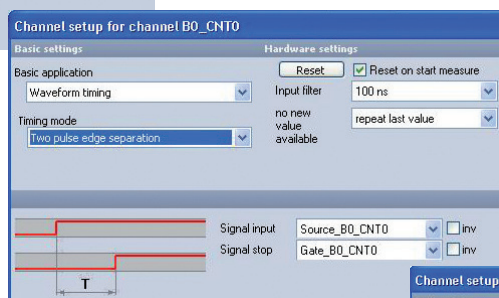 Channel setup for channel B0_CNT0
Basic settings
Hardware settings
Basic application
Waveform timing
Timing mode
Two pulse edge separation
Reset
Reset on start measure
Input filter
100 ns
no new
value
available
repeat last value
Signal input
Source_B0_CNT0
inv
Signal stop
Gate_B0_CNT0
inv
T
Channel setup